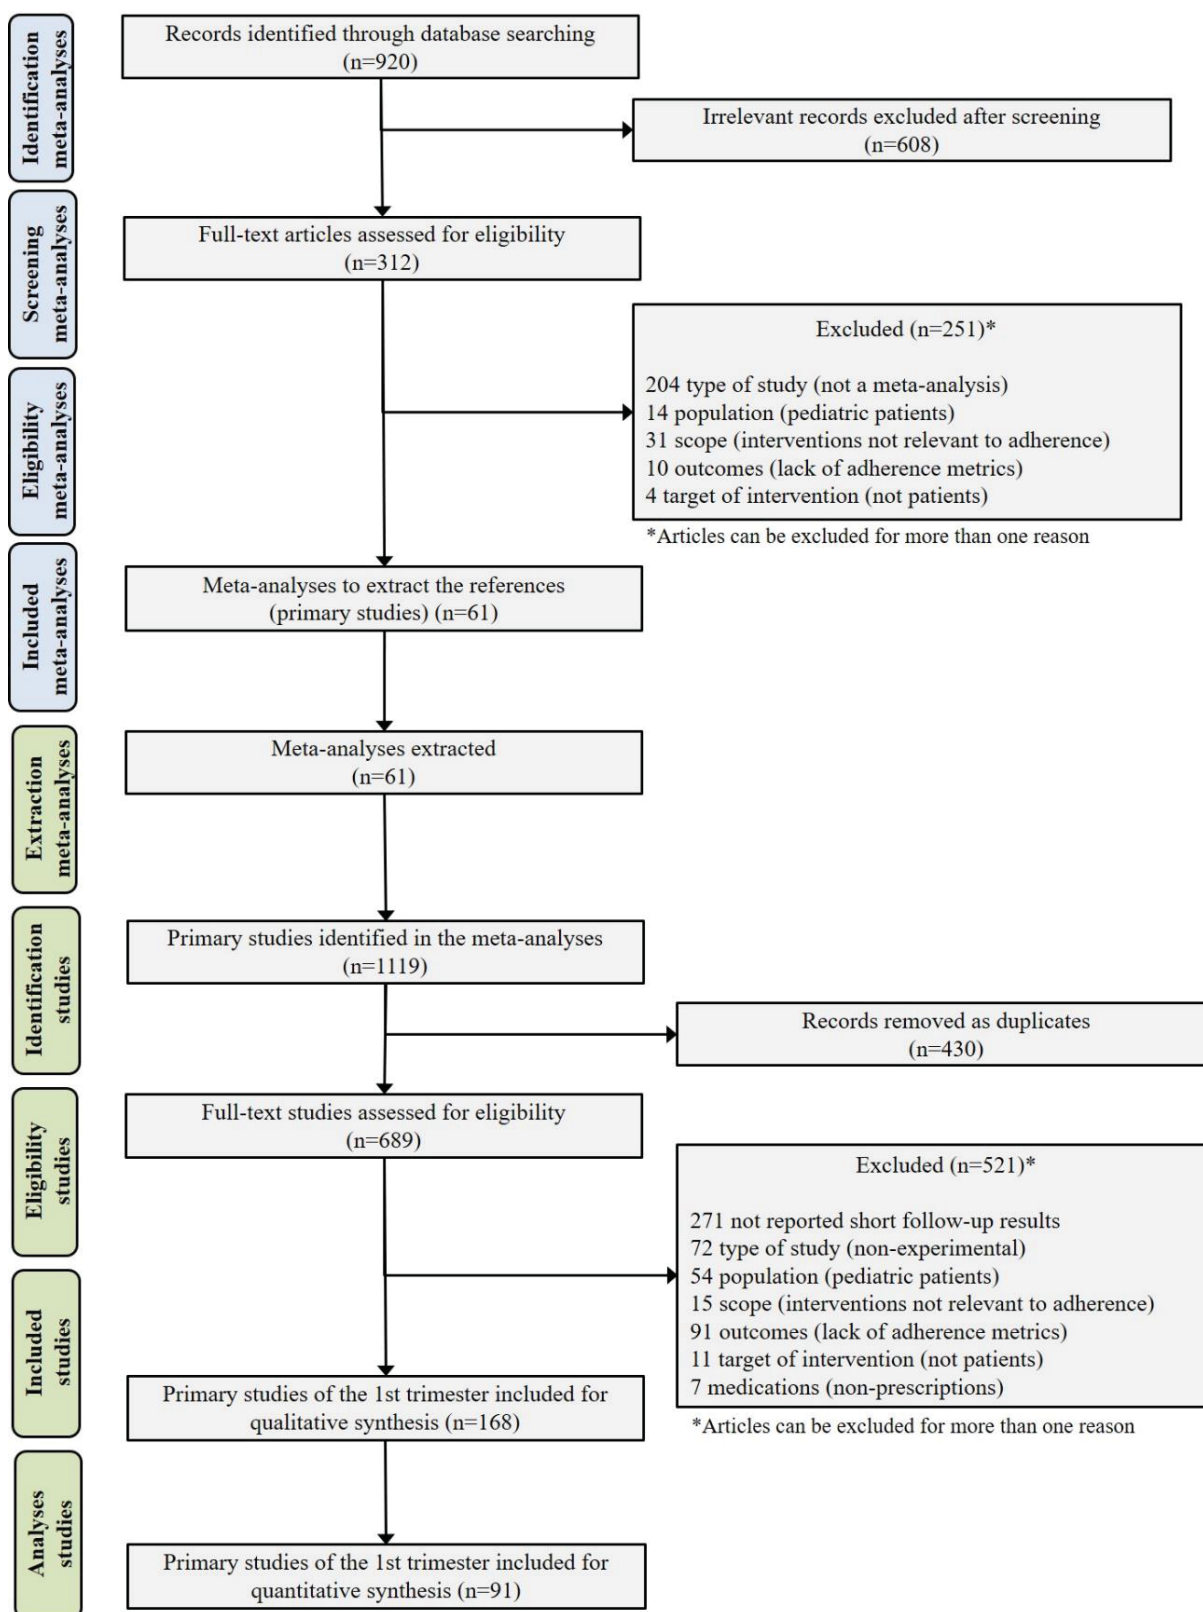 Identification
meta-analyses
Records identified through database searching
(n=920)
Irrelevant records excluded after screening
(n=608)
Screening
meta-analyses
Full-text articles assessed for eligibility
(n=312)
Excluded (n=251)*
204 type of study (not a meta-analysis)
14 population (pediatric patients)
31 scope (interventions not relevant to adherence)
10 outcomes (lack of adherence metrics)
4 target of intervention (not patients)
*Articles can be excluded for more than one reason
Eligibility
meta-analyses
Included
meta-analyses
Meta-analyses to extract the references
(primary studies) (n=61)
Extraction
meta-analyses
Meta-analyses extracted
(n=61)
Identification
studies
Primary studies identified in the meta-analyses
(n=1119)
Records removed as duplicates
(n=430)
Eligibility
studies
Full-text studies assessed for eligibility
(n=689)
Excluded (n=521)*
271 not reported short follow-up results
72 type of study (non-experimental)
54 population (pediatric patients)
15 scope (interventions not relevant to adherence)
91 outcomes (lack of adherence metrics)
11 target of intervention (not patients)
7 medications (non-prescriptions)
*Articles can be excluded for more than one reason
Included
studies
Primary studies of the 1st trimester included for
qualitative synthesis (n=168)
Analyses
studies
Primary studies of the 1st trimester included for
quantitative synthesis (n=91)